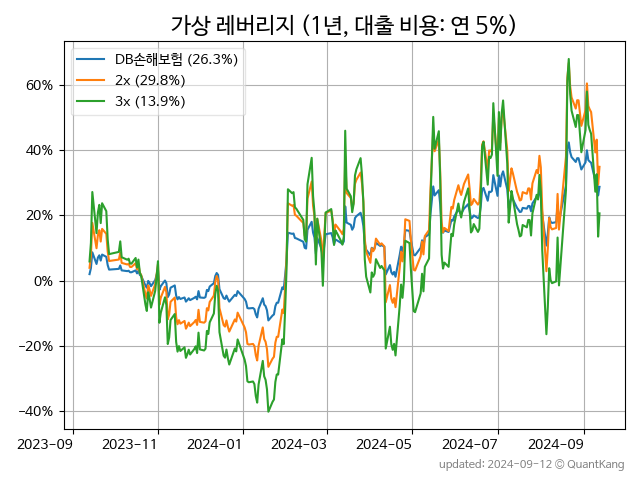 가상 레버리지 (1년, 대출 비용: 연 5%)
DB손해보험 (26.3%)
2x (29.8%)
3x (13.9%)
60%
40%
20%
0%
−20%
−40%
2023-09
2023-11
2024-01
2024-03
2024-05
2024-07
2024-09
updated: 2024-09-12 © QuantKang